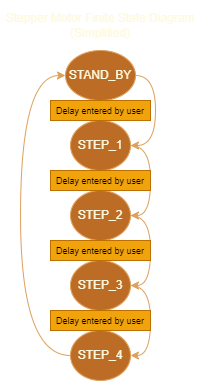 Stepper Motor Finite State Diagram
(Simplified)
STAND_BY
Delay entered by user
STEP_1
Delay entered by user
STEP_2
Delay entered by user
STEP_3
Delay entered by user
STEP_4